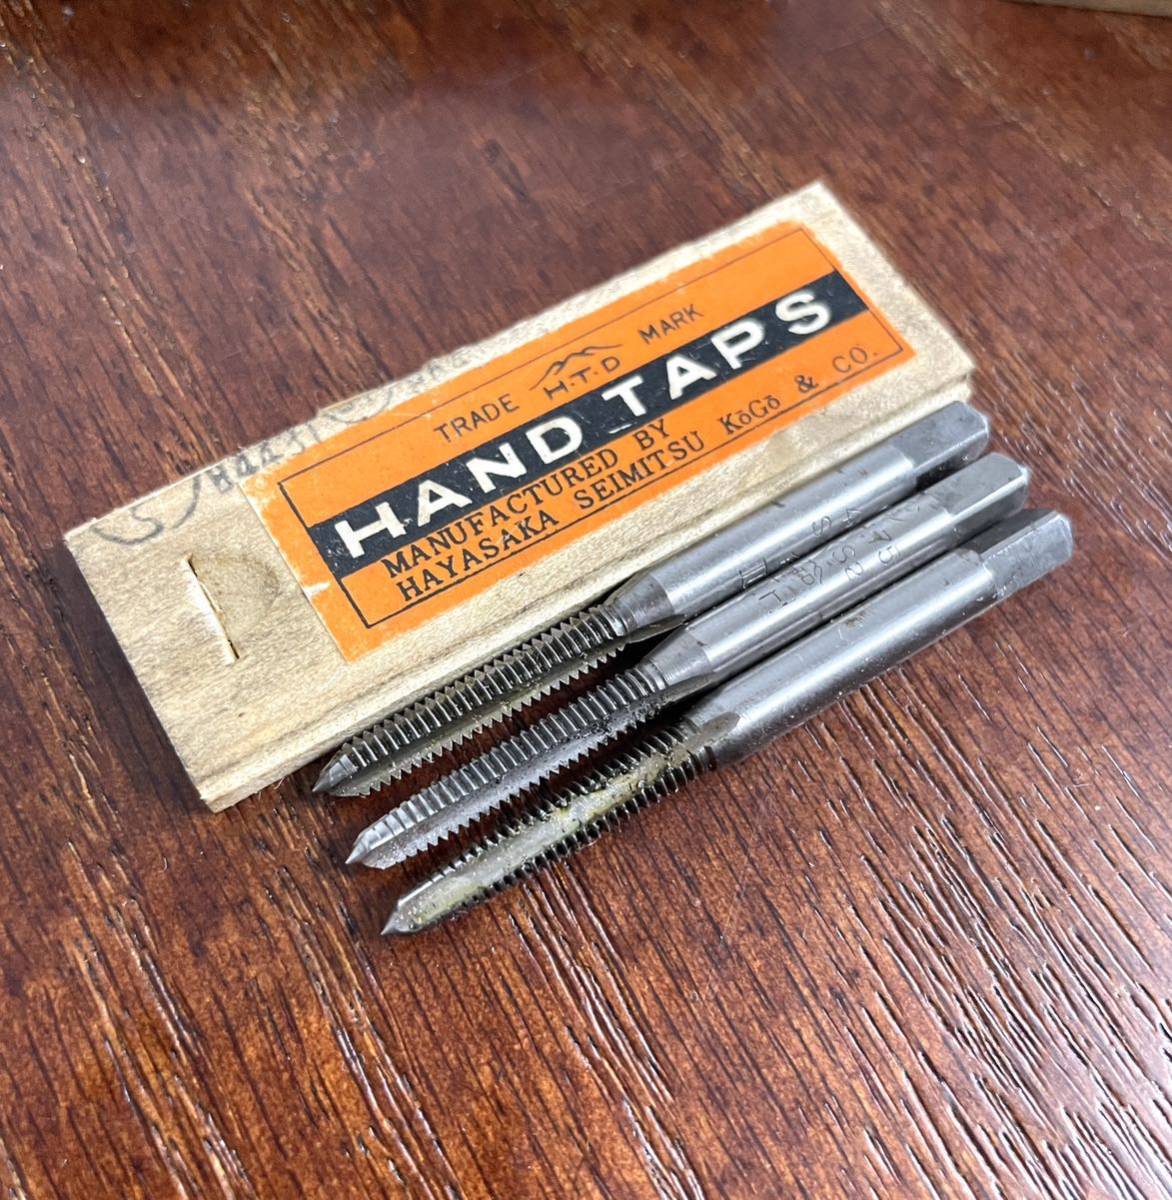 TRADE H.T.D MARK
HAND TAPS
MANUFACTURED BY
HAYASAKA SEIMITSU KōGō & CO.